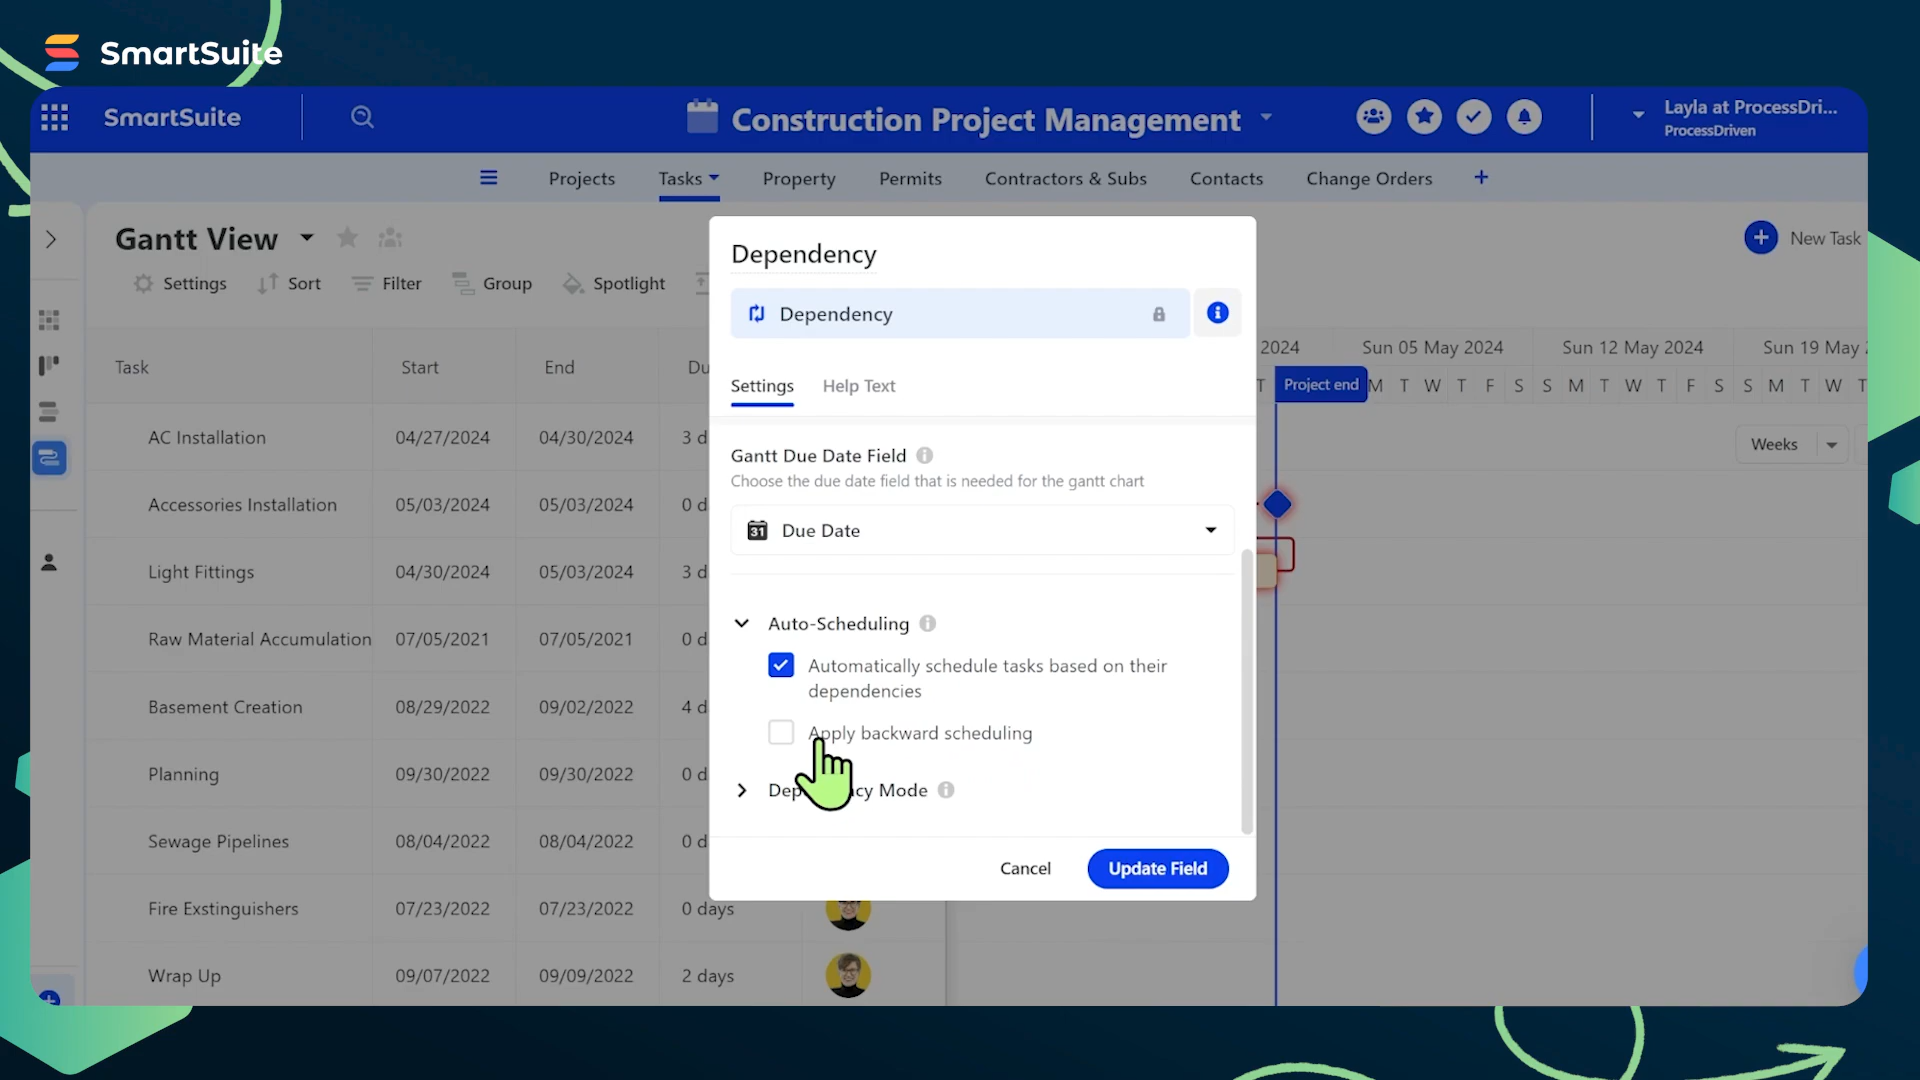 SmartSuite
SmartSuite
Construction Project Management
Layla at ProcessDri...
ProcessDriven
Projects
Tasks
Property
Permits
Contractors & Subs
Contacts
Change Orders
Gantt View
New Task
Settings
Sort
Filter
Group
Spotlight
Task
Start
End
AC Installation 04/27/2024 04/30/2024 3 d
Accessories Installation 05/03/2024 05/03/2024 0 d
Light Fittings 04/30/2024 05/03/2024 3 d
Raw Material Accumulation 07/05/2021 07/05/2021 0 d
Basement Creation 08/29/2022 09/02/2022 4 d
Planning 09/30/2022 09/30/2022 0 d
Sewage Pipelines 08/04/2022 08/04/2022 0 d
Fire Exstinguishers 07/23/2022 07/23/2022 0 days
Wrap Up 09/07/2022 09/09/2022 2 days
Dependency
Dependency
Settings
Help Text
Gantt Due Date Field
Choose the due date field that is needed for the gantt chart
31 Due Date
Auto-Scheduling
Automatically schedule tasks based on their
dependencies
Apply backward scheduling
Cancel
Update Field
2024
Sun 05 May 2024
Sun 12 May 2024
Sun 19 May
T
Project end
M T W T F S S M T W T F S S M T W T
Weeks